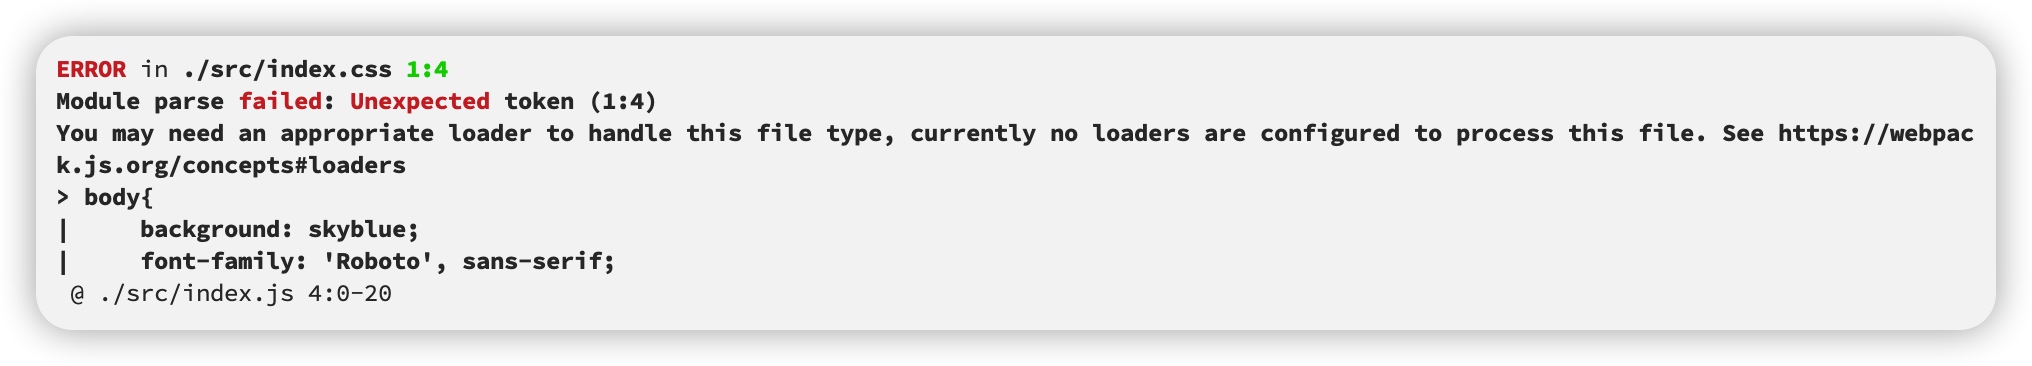 ERROR in ./src/index.css 1:4
Module parse failed: Unexpected token (1:4)
You may need an appropriate loader to handle this file type, currently no loaders are configured to process this file. See https://webpac
k.js.org/concepts#loaders
> body{
|     background: skyblue;
|     font-family: 'Roboto', sans-serif;
 @ ./src/index.js 4:0-20